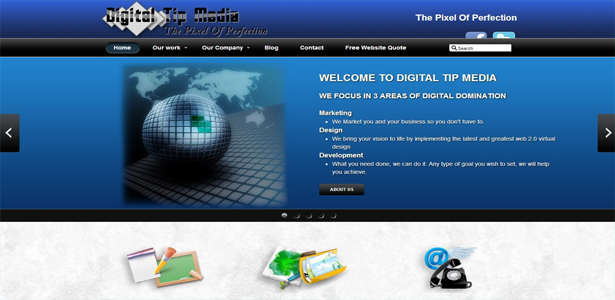 Digital Tip Media
The Pixel Of Perfection
The Pixel Of Perfection
Home Our work Our Company Blog Contact Free Website Quote Search
WELCOME TO DIGITAL TIP MEDIA
WE FOCUS IN 3 AREAS OF DIGITAL DOMINATION
Marketing
We Market you and your business so you don't have to.
Design
We bring your vision to life by implementing the latest and greatest web 2.0 virtual
design
Development
What you need done, we can do it. Any type of goal you wish to set, we will help
you achieve.
ABOUT US
@